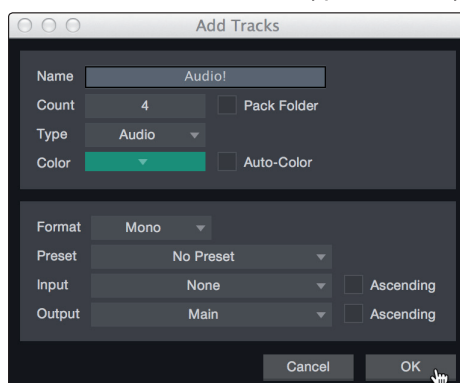 Add Tracks
Name Audio!
Count 4 Pack Folder
Type Audio
Color Auto-Color
Format Mono
Preset No Preset
Input None Ascending
Output Main Ascending
Cancel OK